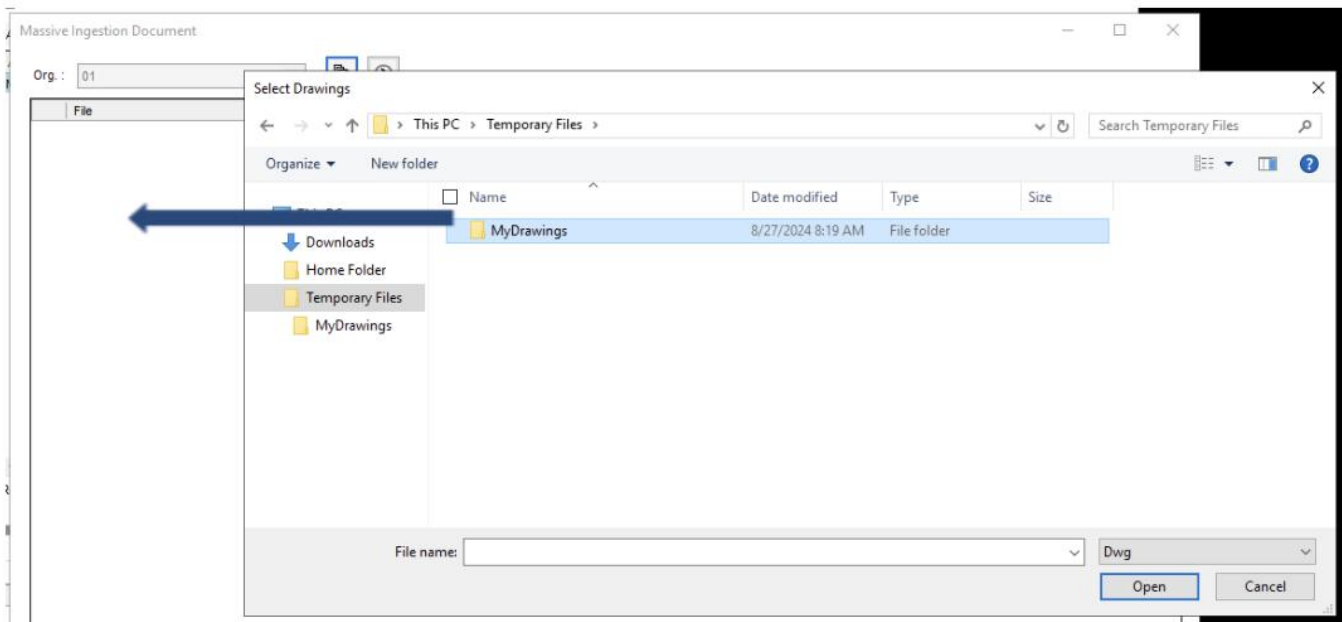 Massive Ingestion Document
Org. : 01
File
Select Drawings
This PC > Temporary Files >
Search Temporary Files
Organize
New folder
Name
Date modified
Type
Size
MyDrawings
8/27/2024 8:19 AM
File folder
Downloads
Home Folder
Temporary Files
MyDrawings
File name:
Dwg
Open
Cancel